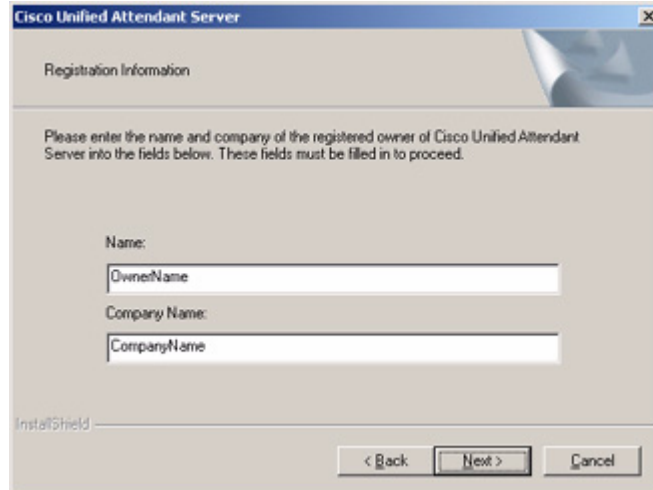 Cisco Unified Attendant Server
Registration Information
Please enter the name and company of the registered owner of Cisco Unified Attendant
Server into the fields below. These fields must be filled in to proceed.
Name:
OwnerName
Company Name:
CompanyName
InstallShield
< Back Next > Cancel